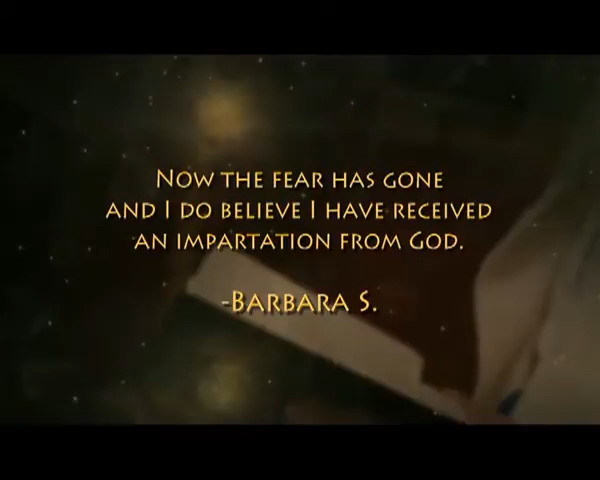 Now the fear has gone
and I do believe I have received
an impartation from God.
-Barbara S.